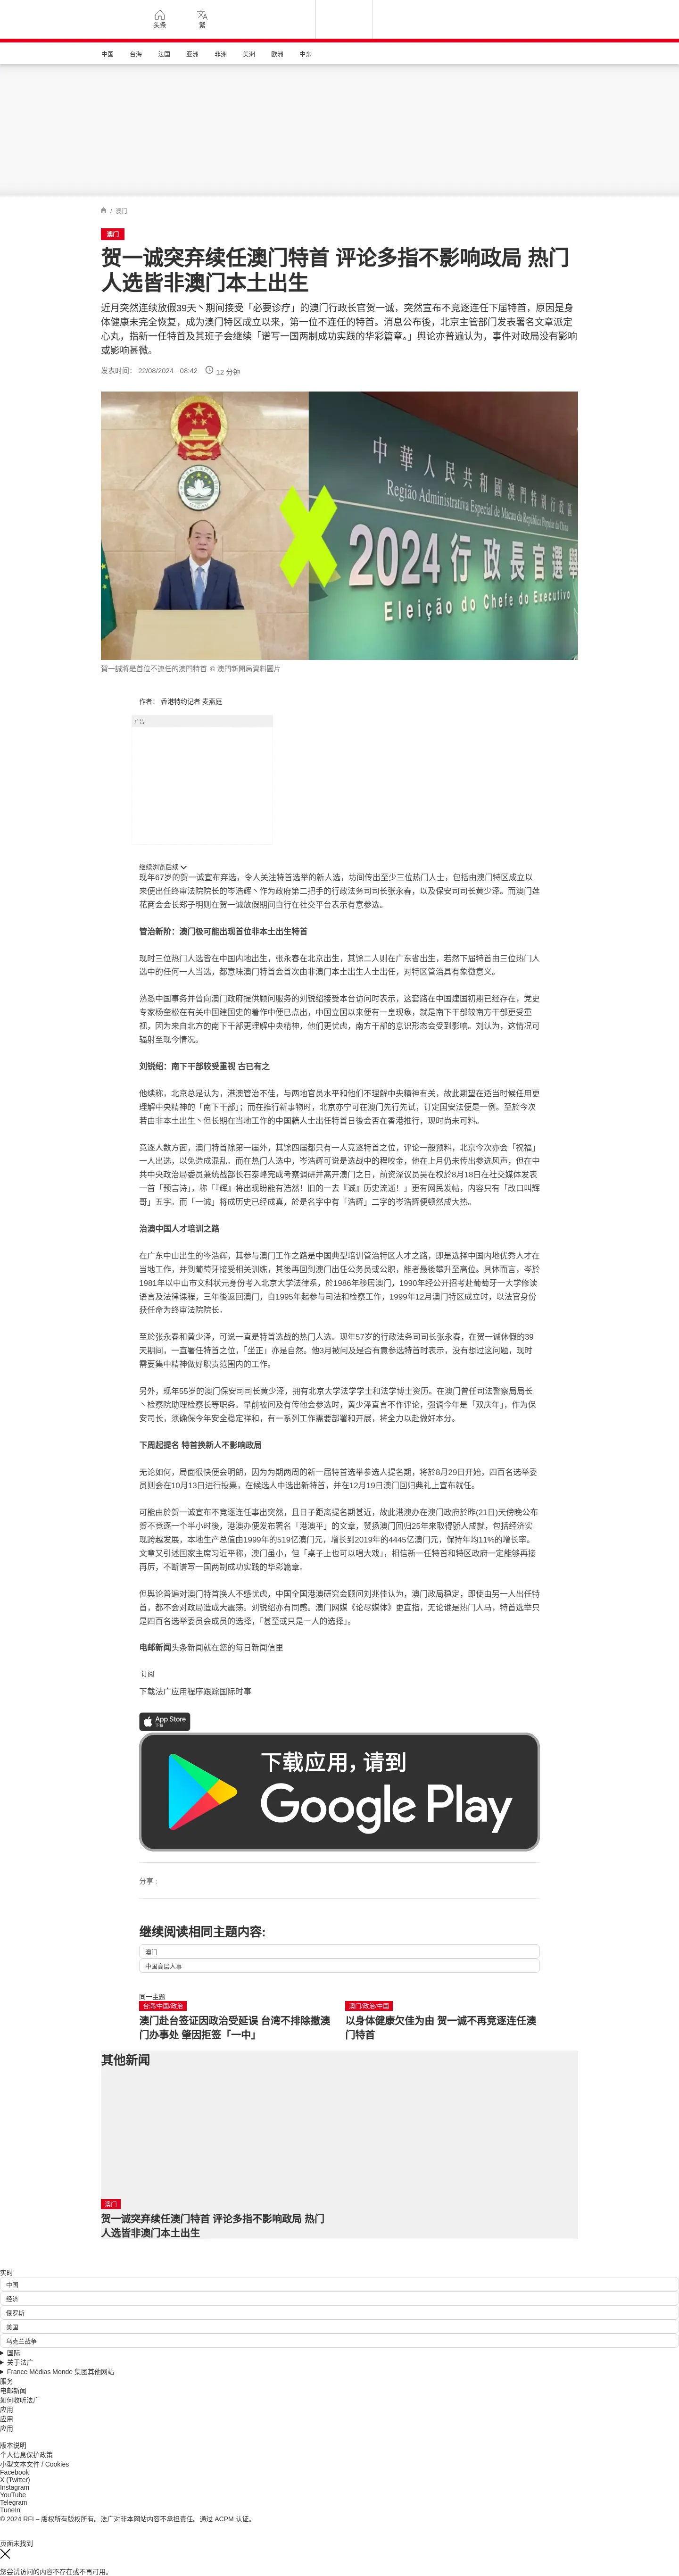 头条
繁
中国 台海 法国 亚洲 非洲 美洲 欧洲 中东
/ 澳门
澳门
贺一诚突弃续任澳门特首 评论多指不影响政局 热门
人选皆非澳门本土出生
近月突然连续放假39天丶期间接受「必要诊疗」的澳门行政长官贺一诚，突然宣布不竞逐连任下届特首，原因是身
体健康未完全恢复，成为澳门特区成立以来，第一位不连任的特首。消息公布後，北京主管部门发表署名文章派定
心丸，指新一任特首及其班子会继续「谱写一国两制成功实践的华彩篇章。」舆论亦普遍认为，事件对政局没有影响
或影响甚微。
发表时间： 22/08/2024 - 08:42 12 分钟
中華人民共和國澳門特別行政區
Região Administrativa Especial de Macau da República Popular da China
2024行政長官選舉
Eleição do Chefe do Executivo
賀一誠將是首位不連任的澳門特首 © 澳門新聞局資料圖片
作者： 香港特约记者 麦燕庭
广告
继续浏览后续
现年67岁的贺一诚宣布弃选，令人关注特首选举的新人选，坊间传出至少三位热门人士，包括由澳门特区成立以
来便出任终审法院院长的岑浩辉丶作为政府第二把手的行政法务司司长张永春，以及保安司司长黄少泽。而澳门莲
花商会会长郑子明则在贺一诚放假期间自行在社交平台表示有意参选。
管治新阶：澳门极可能出现首位非本土出生特首
现时三位热门人选皆在中国内地出生，张永春在北京出生，其馀二人则在广东省出生，若然下届特首由三位热门人
选中的任何一人当选，都意味澳门特首会首次由非澳门本土出生人士出任，对特区管治具有象徵意义。
熟悉中国事务并曾向澳门政府提供顾问服务的刘锐绍接受本台访问时表示，这套路在中国建国初期已经存在，党史
专家杨奎松在有关中国建国史的着作中便已点出，中国立国以来便有一皇现象，就是南下干部较南方干部更受重
视，因为来自北方的南下干部更理解中央精神，他们更忧虑，南方干部的意识形态会受到影响。刘认为，这情况可
辐射至现今情况。
刘锐绍：南下干部较受重视 古已有之
他续称，北京总是认为，港澳管治不佳，与两地官员水平和他们不理解中央精神有关，故此期望在适当时候任用更
理解中央精神的「南下干部」；而在推行新事物时，北京亦宁可在澳门先行先试，订定国安法便是一例。至於今次
若由非本土出生丶但长期在当地工作的中国籍人士出任特首日後会否在香港推行，现时尚未可料。
竞逐人数方面，澳门特首除第一届外，其馀四届都只有一人竞逐特首之位，评论一般预料，北京今次亦会「祝福」
一人出选，以免造成混乱。而在热门人选中，岑浩辉可说是选战中的程咬金，他在上月仍未传出参选风声，但在中
共中央政治局委员兼统战部长石泰峰完成考察调研并离开澳门之日，前资深议员吴在权於8月18日在社交媒体发表
一首「预言诗」，称「『辉』将出现盼能有浩然！旧的一去『诚』历史流逝！」更有网民发帖，内容只有「改口叫辉
哥」五字。而「一诚」将成历史已经成真，於是名字中有「浩辉」二字的岑浩辉便顿然成大热。
治澳中国人才培训之路
在广东中山出生的岑浩辉，其参与澳门工作之路是中国典型培训管治特区人才之路，即是选择中国内地优秀人才在
当地工作，并到葡萄牙接受相关训练，其後再回到澳门出任公务员或公职，能者最後攀升至高位。具体而言，岑於
1981年以中山市文科状元身份考入北京大学法律系，於1986年移居澳门，1990年经公开招考赴葡萄牙一大学修读
语言及法律课程，三年後返回澳门，自1995年起参与司法和检察工作，1999年12月澳门特区成立时，以法官身份
获任命为终审法院院长。
至於张永春和黄少泽，可说一直是特首选战的热门人选。现年57岁的行政法务司司长张永春，在贺一诚休假的39
天期间，一直署任特首之位，「坐正」亦是自然。他3月被问及是否有意参选特首时表示，没有想过这问题，现时
需要集中精神做好职责范围内的工作。
另外，现年55岁的澳门保安司司长黄少泽，拥有北京大学法学学士和法学博士资历。在澳门曾任司法警察局局长
丶检察院助理检察长等职务。早前被问及有传他会参选时，黄少泽直言不作评论，强调今年是「双庆年」，作为保
安司长，须确保今年安全稳定祥和，有一系列工作需要部署和开展，将全力以赴做好本分。
下周起提名 特首换新人不影响政局
无论如何，局面很快便会明朗，因为为期两周的新一届特首选举参选人提名期，将於8月29日开始，四百名选举委
员则会在10月13日进行投票，在候选人中选出新特首，并在12月19日澳门回归典礼上宣布就任。
可能由於贺一诚宣布不竞逐连任事出突然，且日子距离提名期甚近，故此港澳办在澳门政府於昨(21日)天傍晚公布
贺不竞逐一个半小时後，港澳办便发布署名「港澳平」的文章，赞扬澳门回归25年来取得骄人成就，包括经济实
现跨越发展，本地生产总值由1999年的519亿澳门元，增长到2019年的4445亿澳门元，保持年均11%的增长率。
文章又引述国家主席习近平称，澳门虽小，但「桌子上也可以唱大戏」，相信新一任特首和特区政府一定能够再接
再厉，不断谱写一国两制成功实践的华彩篇章。
但舆论普遍对澳门特首换人不感忧虑，中国全国港澳研究会顾问刘兆佳认为，澳门政局稳定，即使由另一人出任特
首，都不会对政局造成大震荡。刘锐绍亦有同感。澳门网媒《论尽媒体》更直指，无论谁是热门人马，特首选举只
是四百名选举委员会成员的选择，「甚至或只是一人的选择」。
电邮新闻头条新闻就在您的每日新闻信里
订阅
下载法广应用程序跟踪国际时事
App Store
下载
下载应用，请到
Google Play
分享 :
继续阅读相同主题内容:
澳门
中国高层人事
同一主题
台湾/中国/政治
澳门赴台签证因政治受延误 台湾不排除撤澳
门办事处 肇因拒签「一中」
澳门/政治/中国
以身体健康欠佳为由 贺一诚不再竞逐连任澳
门特首
其他新闻
澳门
贺一诚突弃续任澳门特首 评论多指不影响政局 热门
人选皆非澳门本土出生
实时
中国
经济
俄罗斯
美国
乌克兰战争
国际
关于法广
France Médias Monde 集团其他网站
服务
电邮新闻
如何收听法广
应用
应用
应用
版本说明
个人信息保护政策
小型文本文件 / Cookies
Facebook
X (Twitter)
Instagram
YouTube
Telegram
TuneIn
© 2024 RFI – 版权所有版权所有。法广对非本网站内容不承担责任。通过 ACPM 认证。
页面未找到
您尝试访问的内容不存在或不再可用。